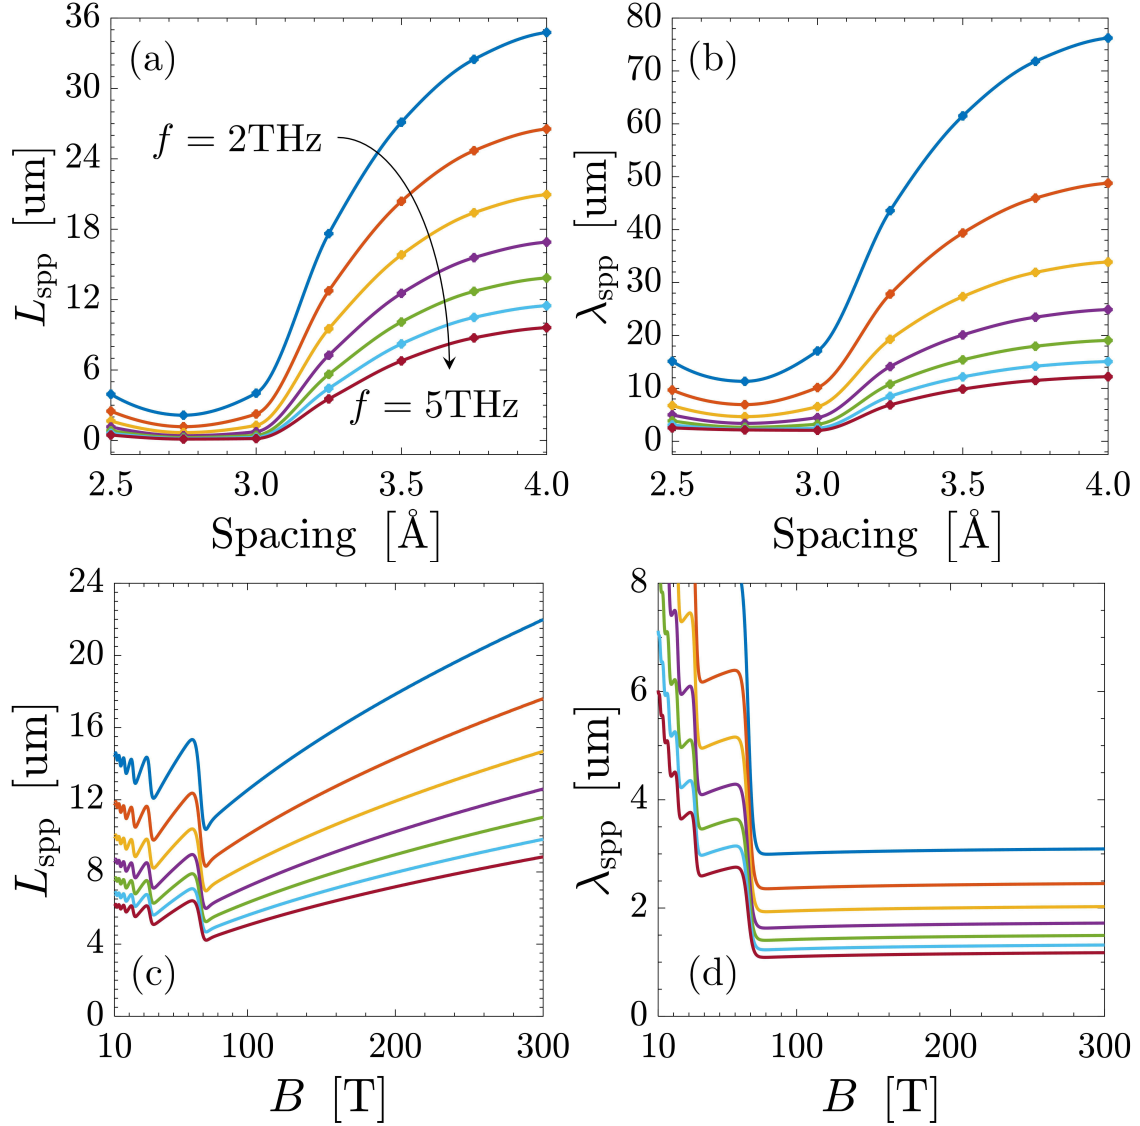 (a)
f = 2THz
f = 5THz
L_spp [um]
36
30
24
18
12
6
0
2.5 3.0 3.5 4.0
Spacing [Å]
(b)
λ_spp [um]
80
70
60
50
40
30
20
10
0
2.5 3.0 3.5 4.0
Spacing [Å]
(c)
L_spp [um]
24
20
16
12
8
4
0
10 100 200 300
B [T]
(d)
λ_spp [um]
8
6
4
2
0
10 100 200 300
B [T]